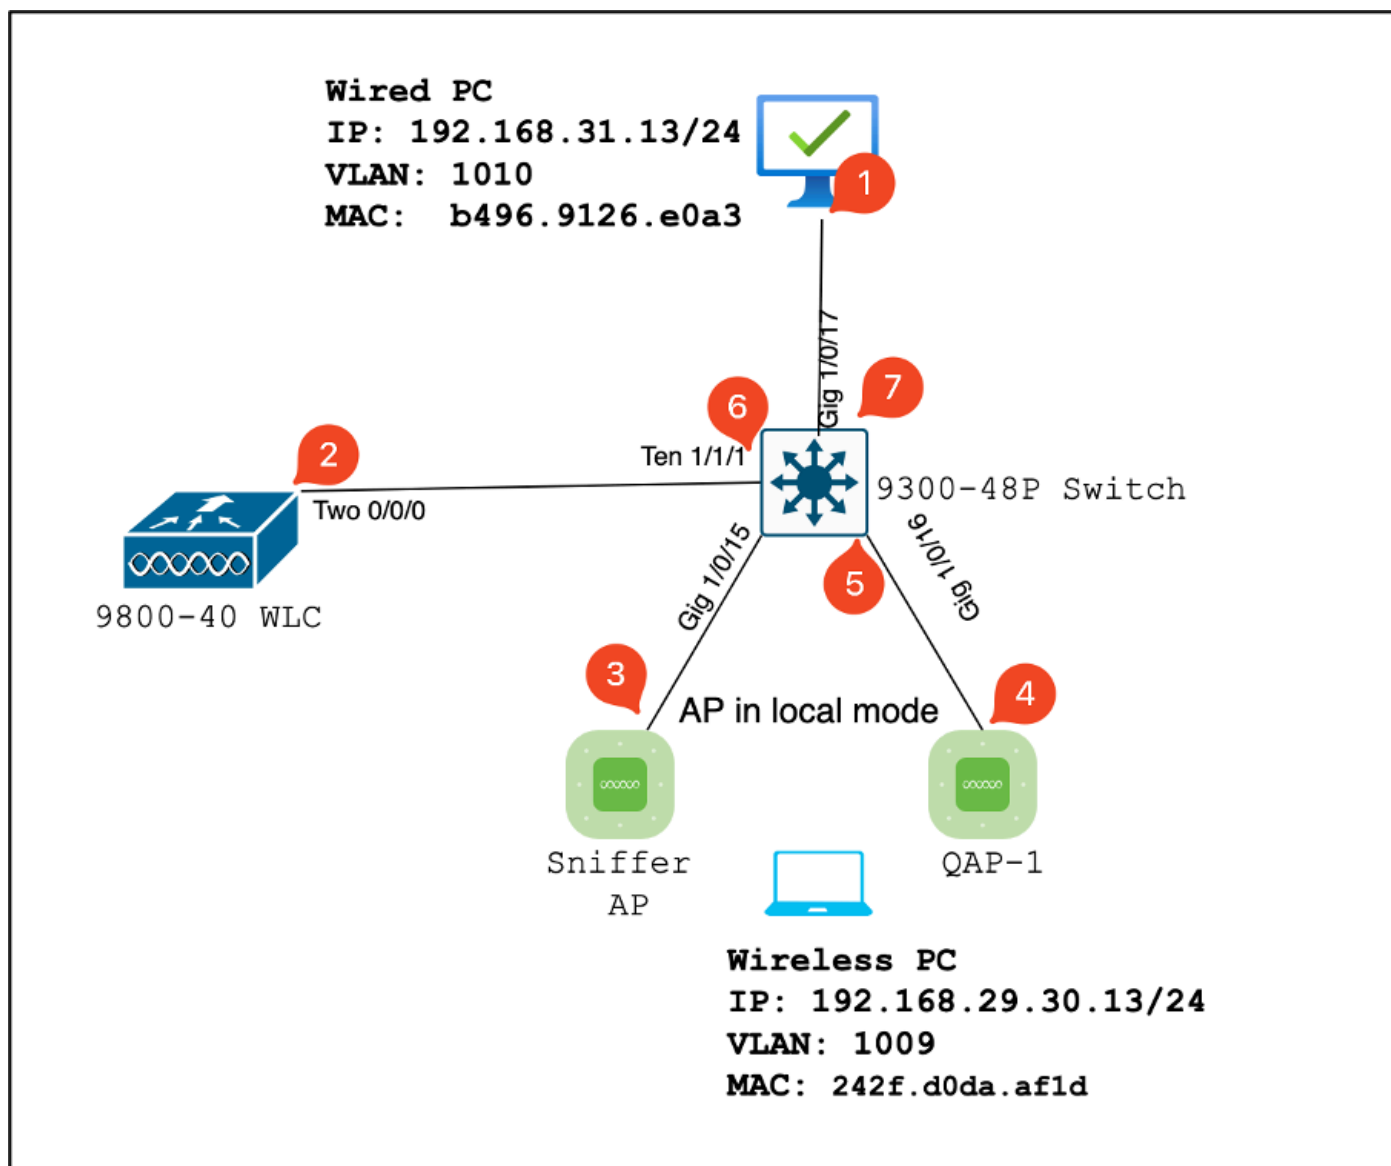 Wired PC
IP: 192.168.31.13/24
VLAN: 1010
MAC: b496.9126.e0a3
1
Gig 1/0/17
7
6
Ten 1/1/1
2
Two 0/0/0
9800-40 WLC
9300-48P Switch
Gig 1/0/15
Gig 1/0/16
5
3
4
AP in local mode
Sniffer
AP
QAP-1
Wireless PC
IP: 192.168.29.30.13/24
VLAN: 1009
MAC: 242f.d0da.af1d